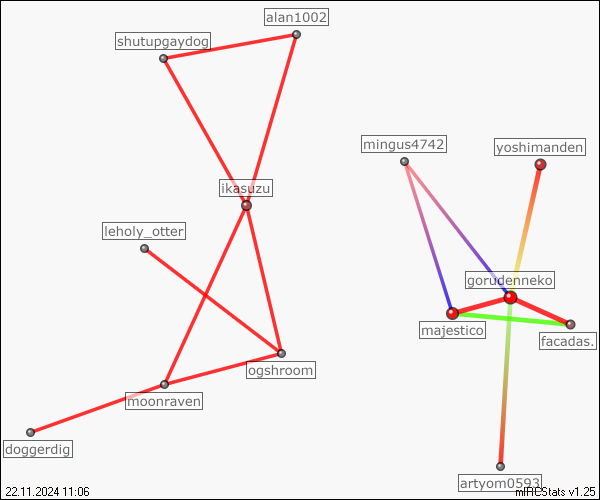 alan1002
shutupgaydog
mingus4742
yoshimanden
ikasuzu
leholy_otter
gorudenneko
majestico
facadas.
ogshroom
moonraven
doggerdig
artyom0593
22.11.2024 11:06
mIRCStats v1.25